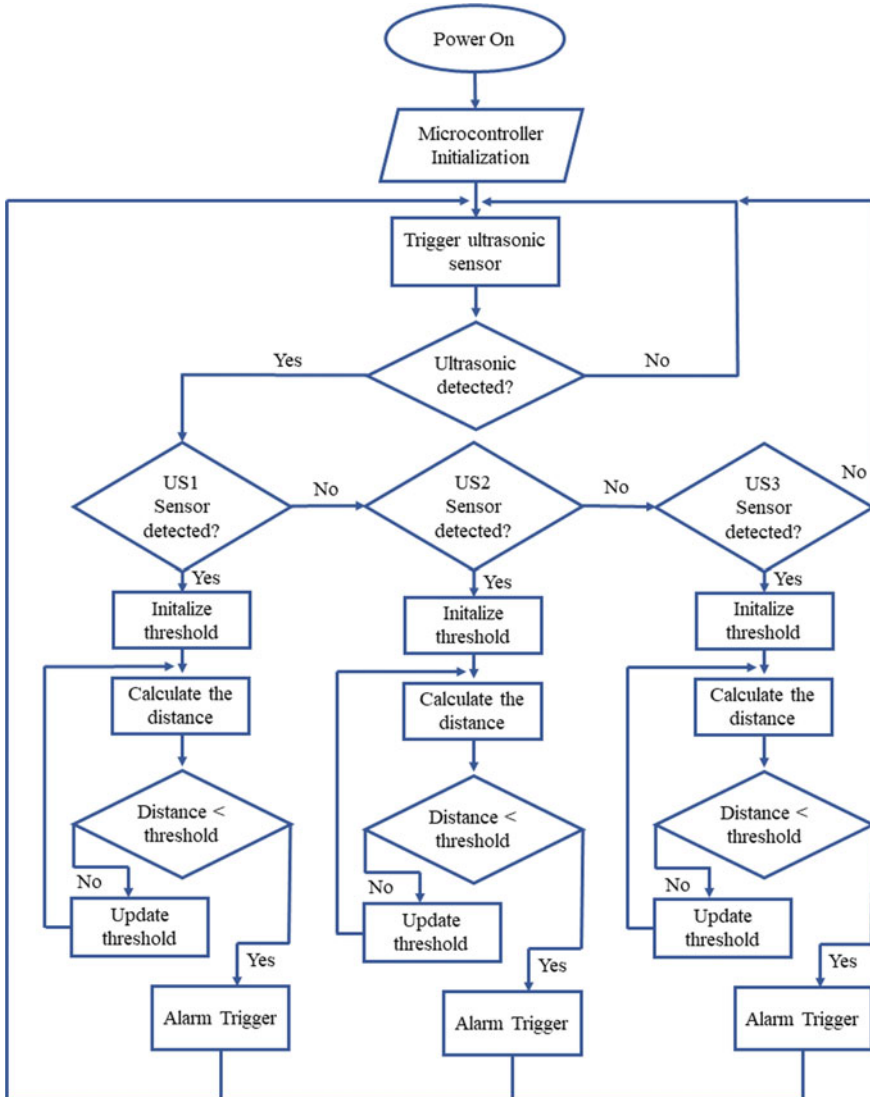 Power On
Microcontroller
Initialization
Trigger ultrasonic
sensor
Yes
Ultrasonic
detected?
No
US1
Sensor
detected?
No
US2
Sensor
detected?
No
US3
Sensor
detected?
No
Yes
Yes
Yes
Initalize
threshold
Initalize
threshold
Initalize
threshold
Calculate the
distance
Calculate the
distance
Calculate the
distance
Distance <
threshold
Distance <
threshold
Distance <
threshold
No
No
No
Update
threshold
Update
threshold
Update
threshold
Yes
Yes
Yes
Alarm Trigger
Alarm Trigger
Alarm Trigger